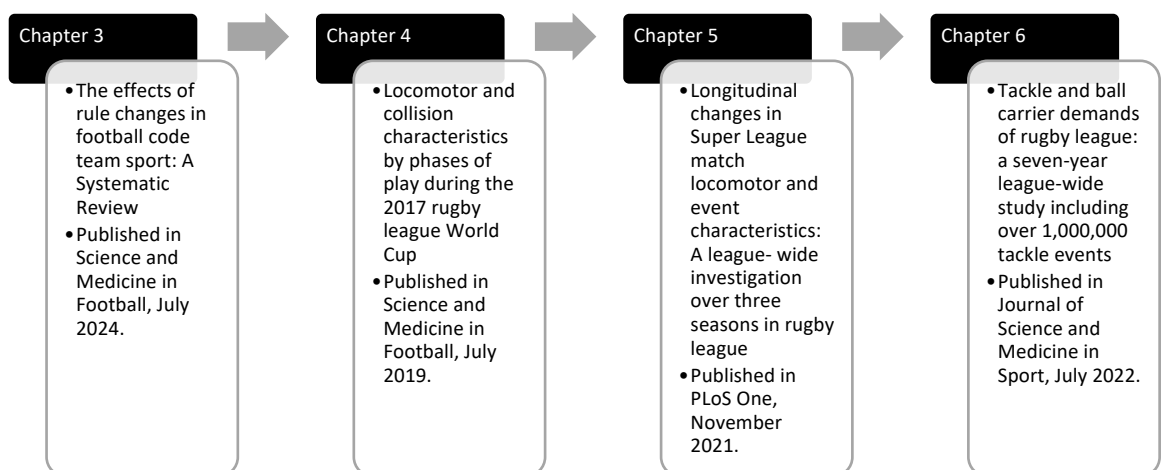 Chapter 3
•The effects of
rule changes in
football code
team sport: A
Systematic
Review
•Published in
Science and
Medicine in
Football, July
2024.
Chapter 4
•Locomotor and
collision
characteristics
by phases of
play during the
2017 rugby
league World
Cup
•Published in
Science and
Medicine in
Football, July
2019.
Chapter 5
•Longitudinal
changes in
Super League
match
locomotor and
event
characteristics:
A league- wide
investigation
over three
seasons in rugby
league
•Published in
PLoS One,
November
2021.
Chapter 6
•Tackle and ball
carrier demands
of rugby league:
a seven-year
league-wide
study including
over 1,000,000
tackle events
•Published in
Journal of
Science and
Medicine in
Sport, July 2022.